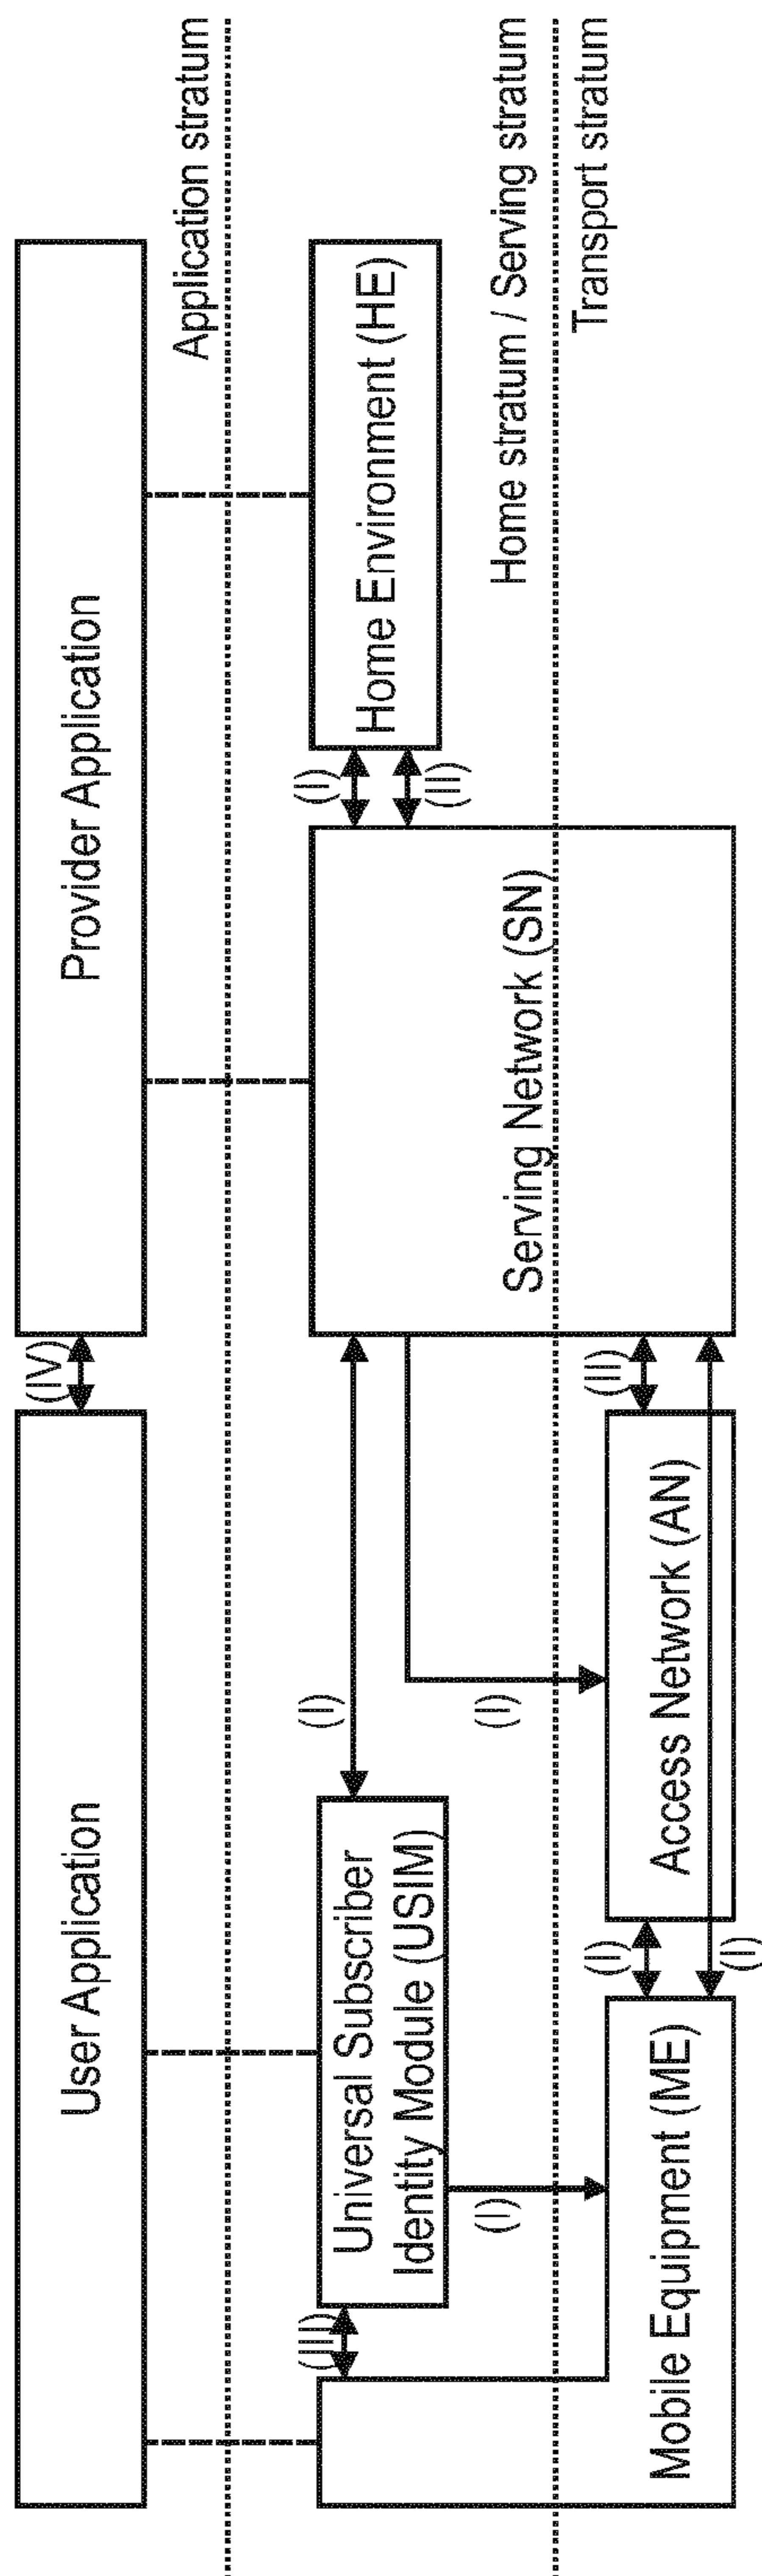 User Application
(IV)
Provider Application
Application stratum
(III)
Universal Subscriber
Identity Module (USIM)
(I)
(I)
Home Environment (HE)
(II)
(I)
(I)
Serving Network (SN)
Home stratum / Serving stratum
Transport stratum
(I)
(II)
Mobile Equipment (ME)
Access Network (AN)
(I)